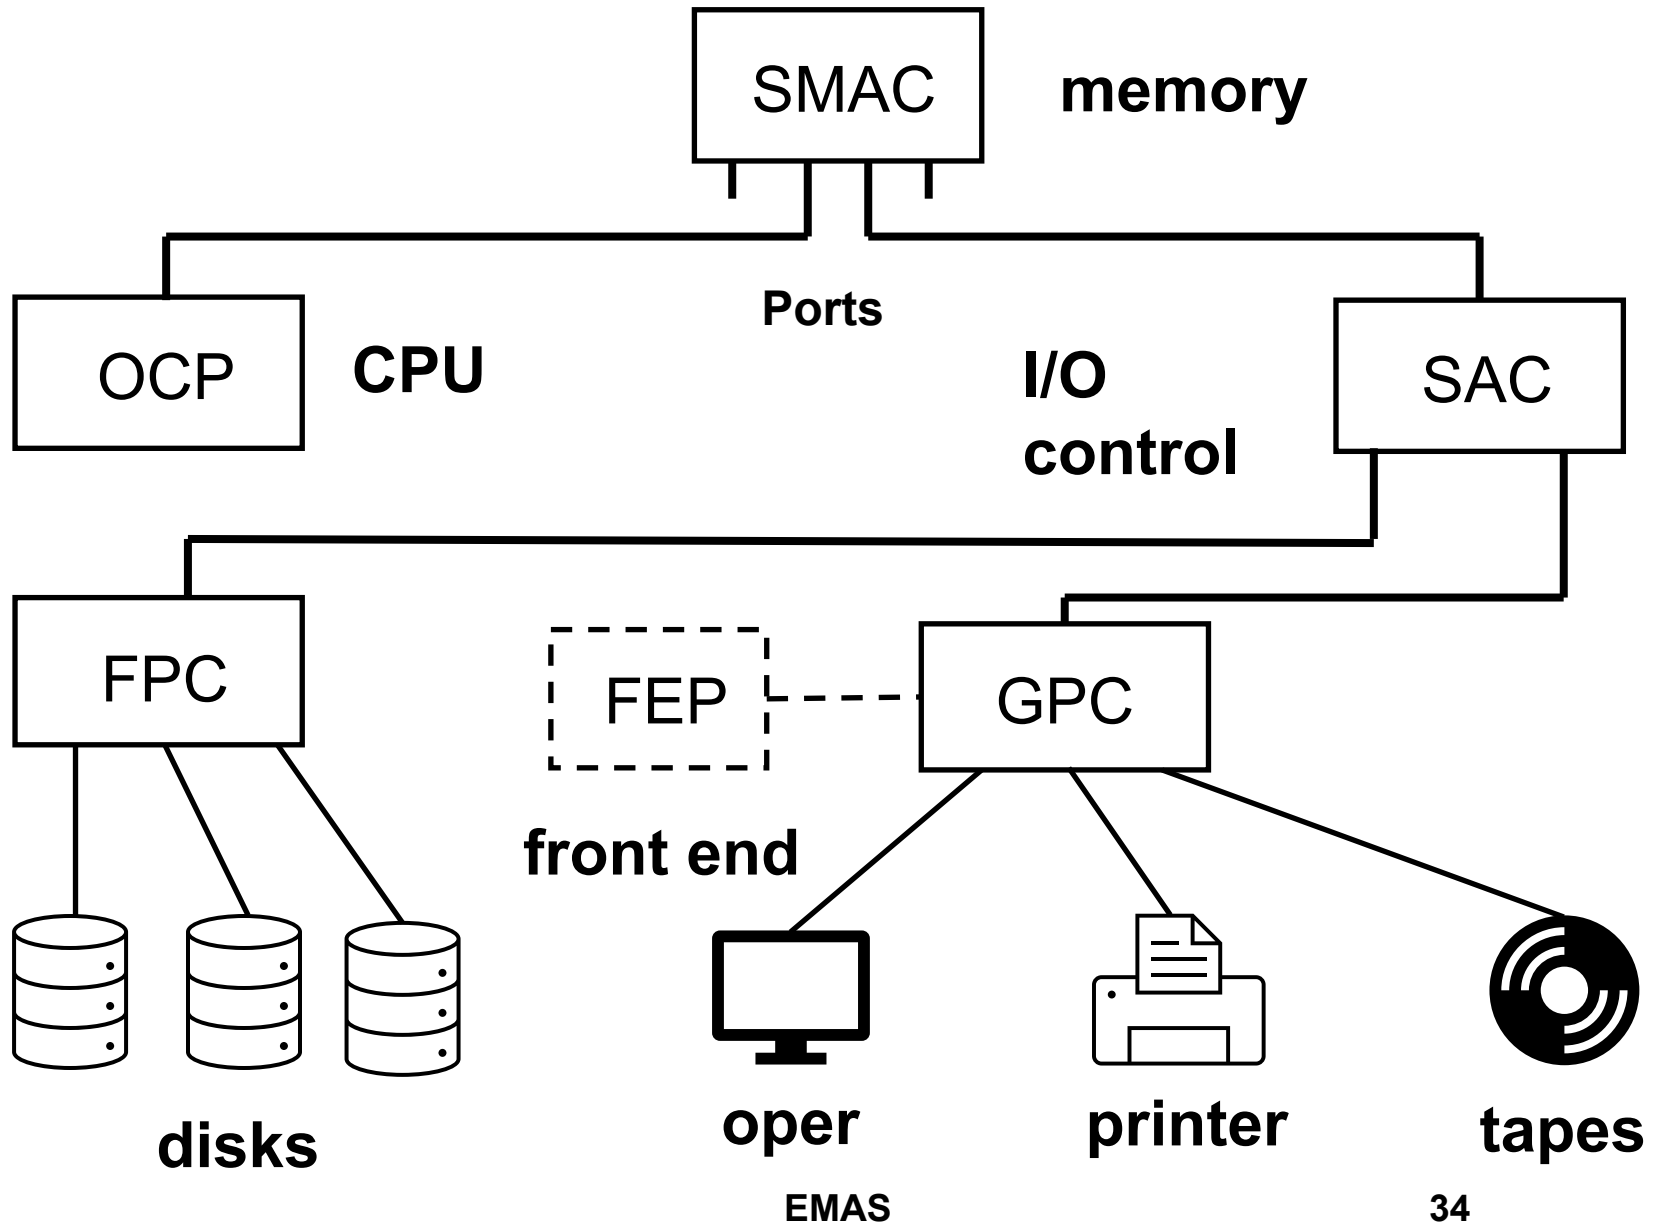 SMAC
memory
Ports
OCP
CPU
I/O
control
SAC
FPC
FEP
GPC
front end
disks
oper
printer
tapes
EMAS
34